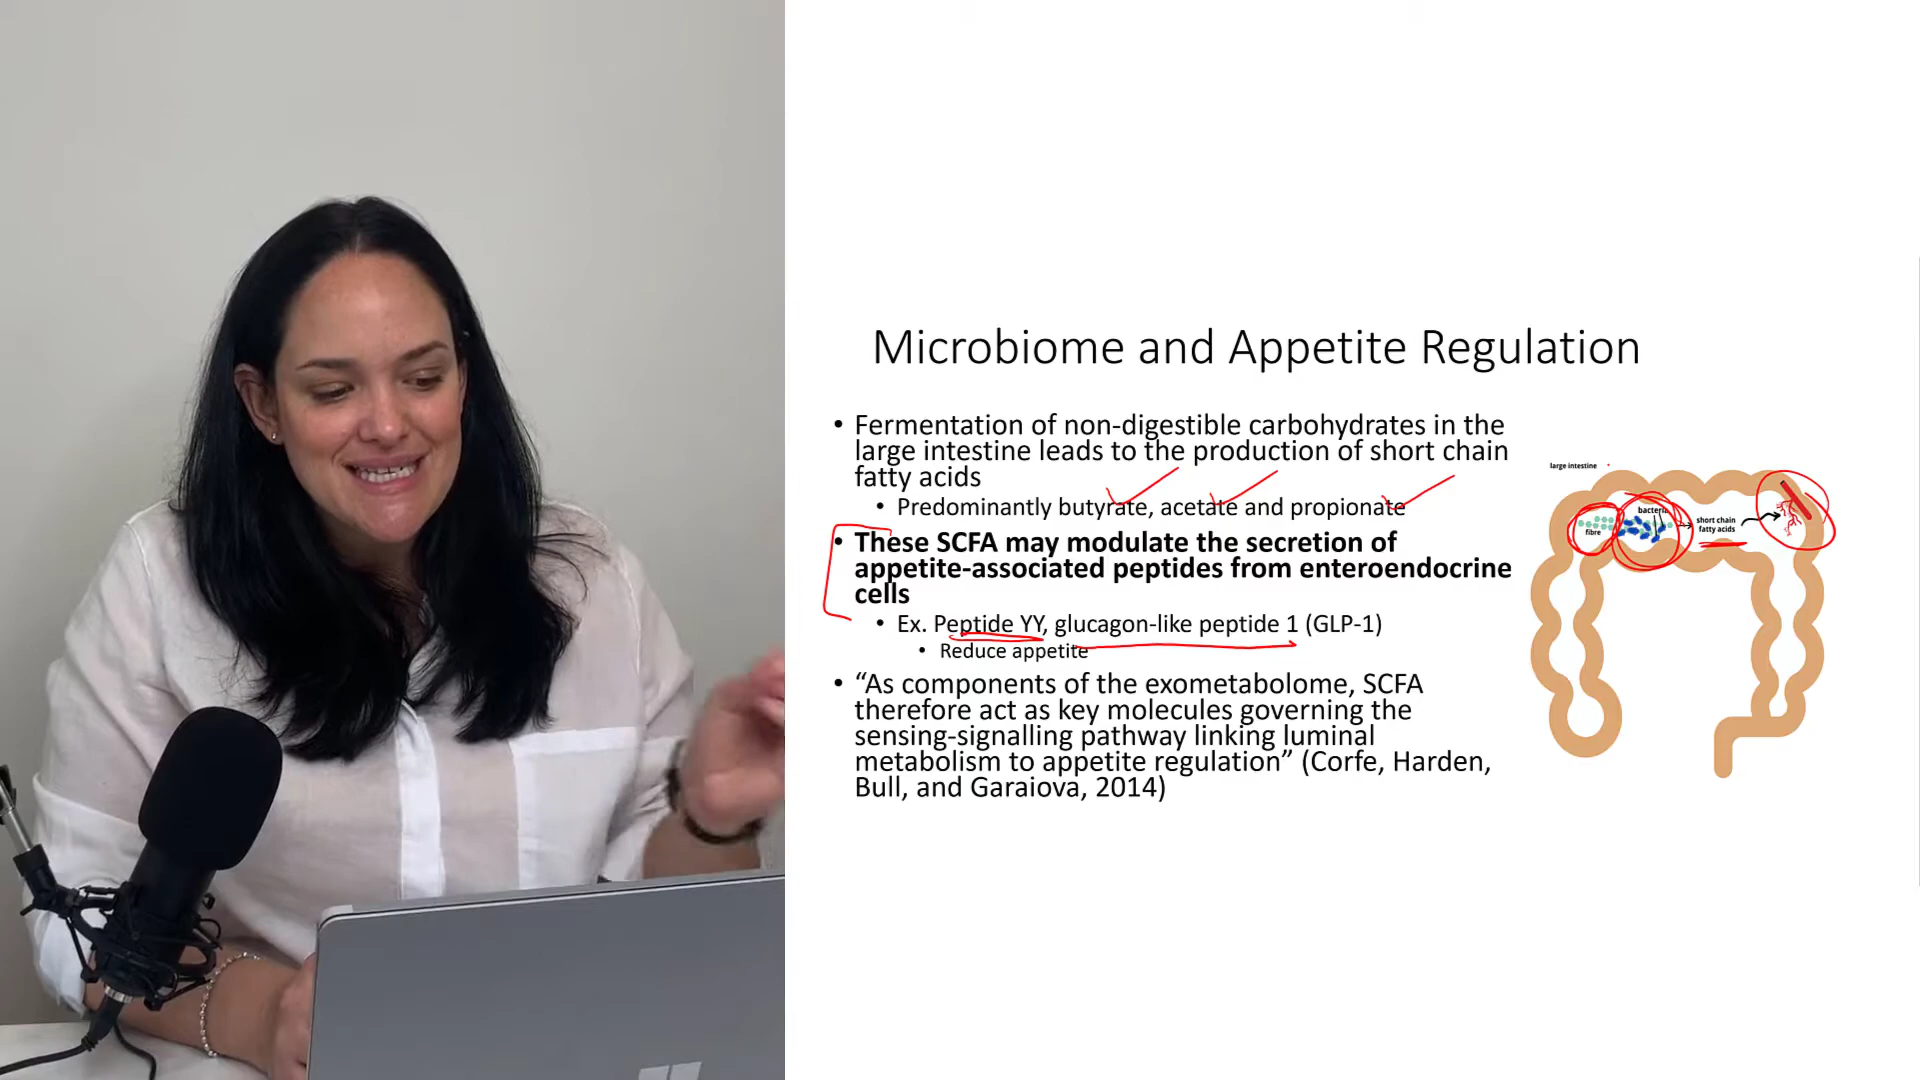 Microbiome and Appetite Regulation
• Fermentation of non-digestible carbohydrates in the
large intestine leads to the production of short chain
fatty acids
• Predominantly butyrate, acetate and propionate
• These SCFA may modulate the secretion of
appetite-associated peptides from enteroendocrine
cells
• Ex. Peptide YY, glucagon-like peptide 1 (GLP-1)
• Reduce appetite
• “As components of the exometabolome, SCFA
therefore act as key molecules governing the
sensing-signalling pathway linking luminal
metabolism to appetite regulation” (Corfe, Harden,
Bull, and Garaiova, 2014)
large intestine
fibre
bacteria
short chain
fatty acids